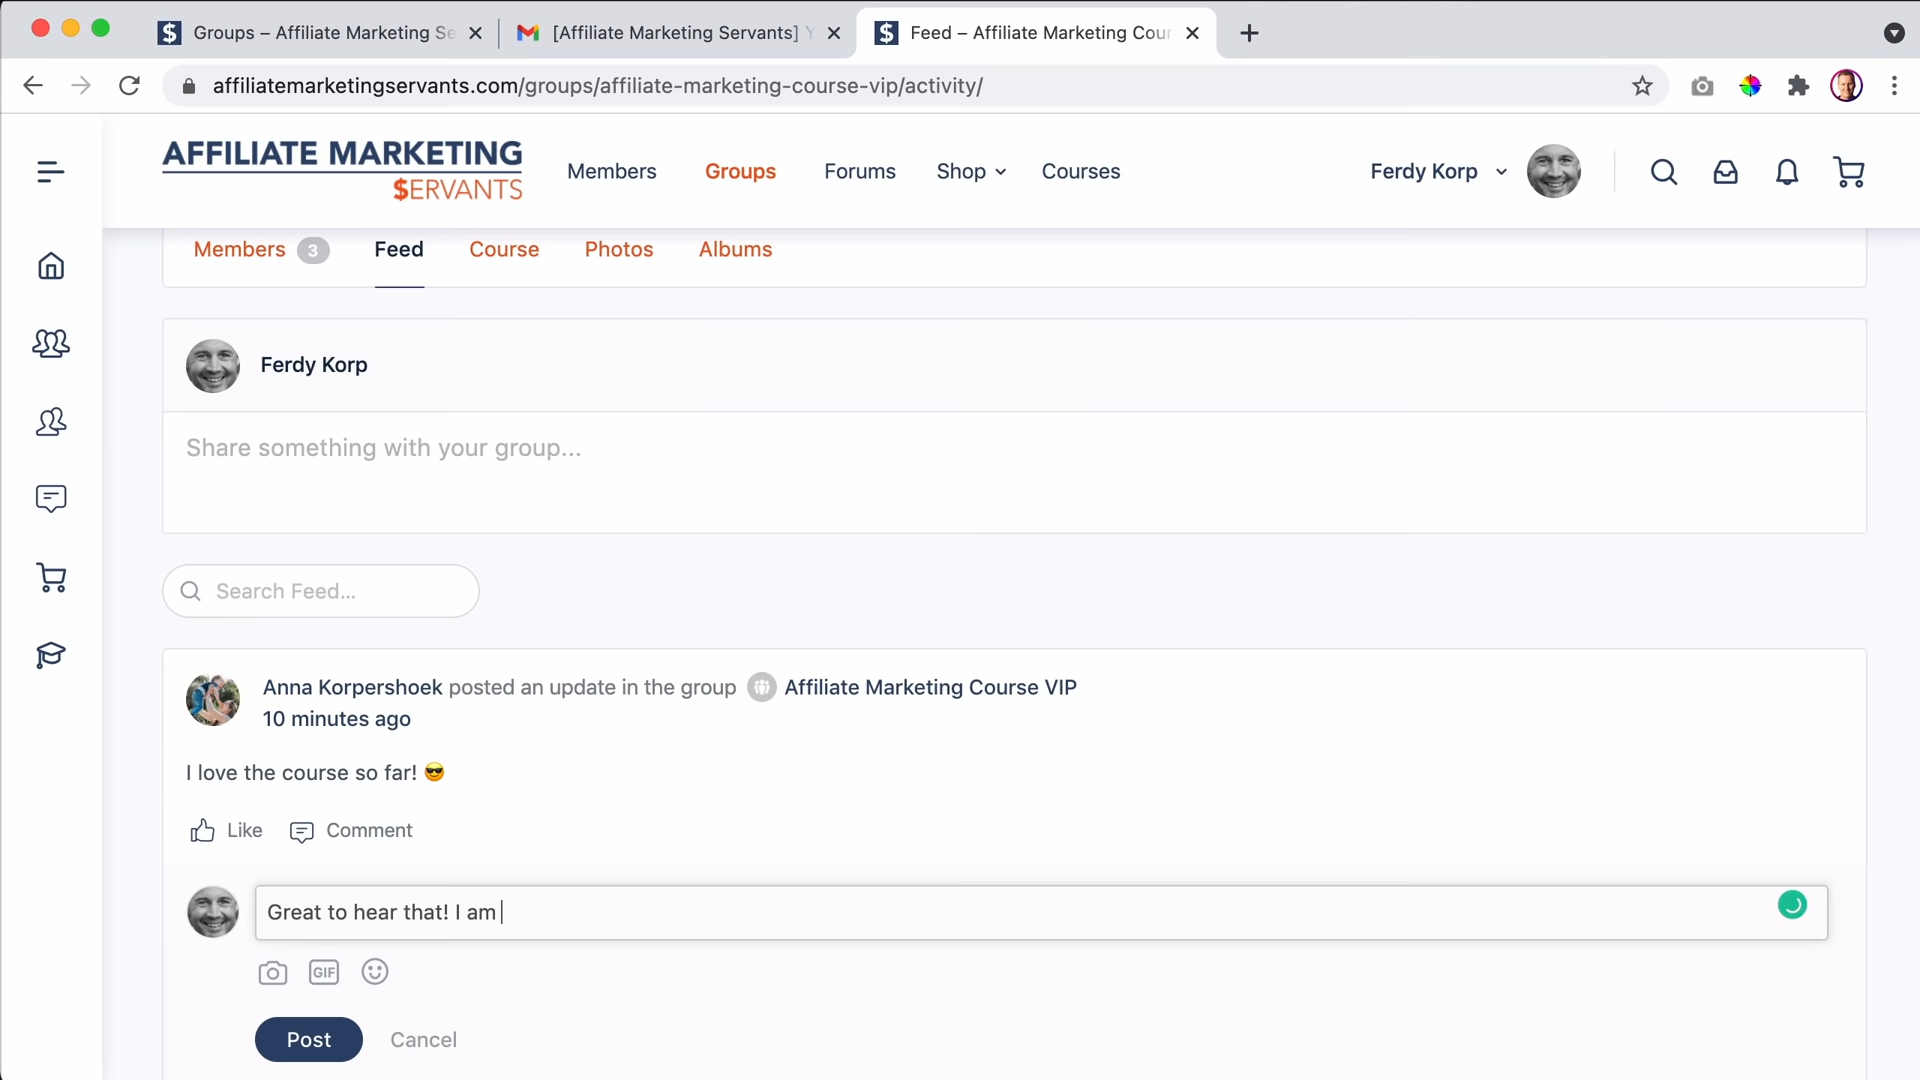 Groups – Affiliate Marketing Se
[Affiliate Marketing Servants] Y
Feed – Affiliate Marketing Cour
affiliatemarketingservants.com/groups/affiliate-marketing-course-vip/activity/
AFFILIATE MARKETING
$ERVANTS
Members
Groups
Forums
Shop
Courses
Ferdy Korp
Members 3
Feed
Course
Photos
Albums
Ferdy Korp
Share something with your group...
Search Feed...
Anna Korpershoek posted an update in the group Affiliate Marketing Course VIP
10 minutes ago
I love the course so far! 😎
Like
Comment
Great to hear that! I am
GIF
Post
Cancel